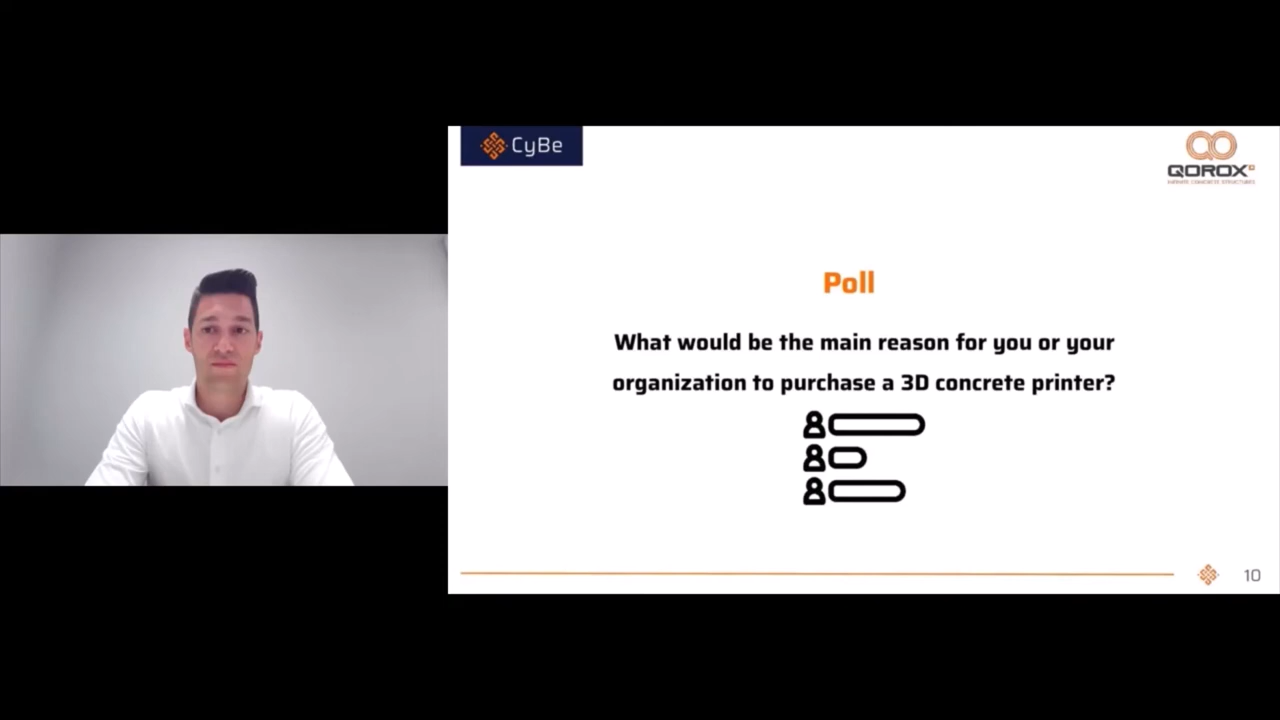 CyBe
QOROX
Poll
What would be the main reason for you or your
organization to purchase a 3D concrete printer?
10